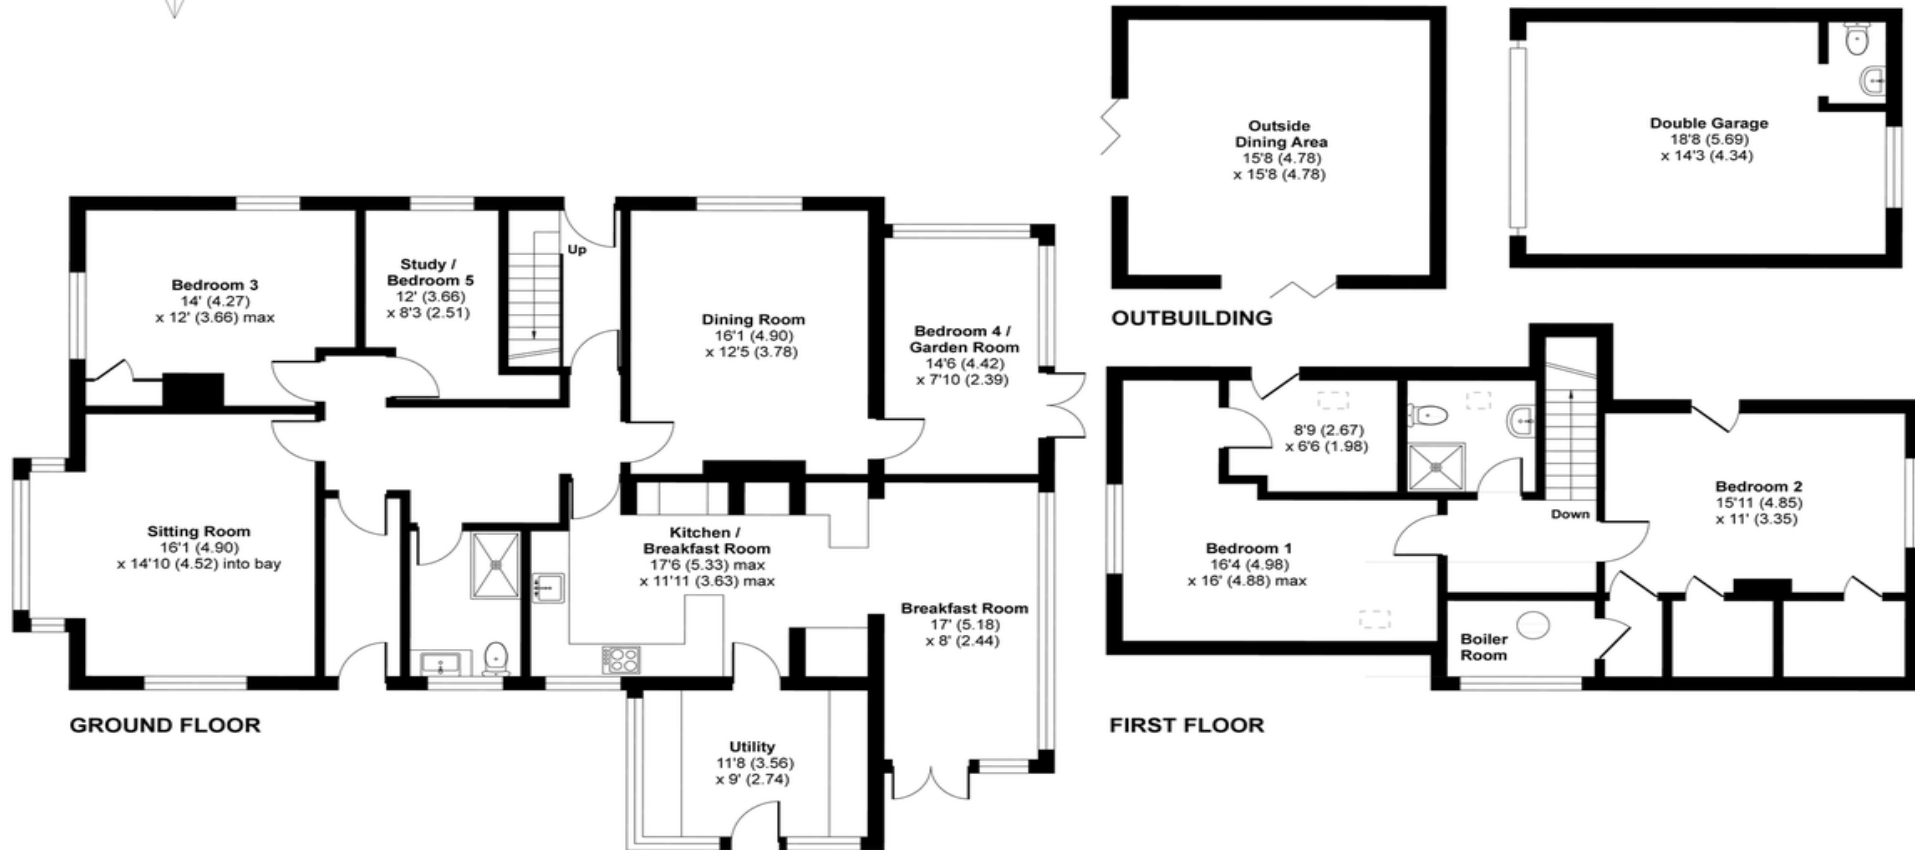 Outside
Dining Area
15'8 (4.78)
x 15'8 (4.78)
Double Garage
18'8 (5.69)
x 14'3 (4.34)
OUTBUILDING
Bedroom 3
14' (4.27)
x 12' (3.66) max
Study /
Bedroom 5
12' (3.66)
x 8'3 (2.51)
Up
Dining Room
16'1 (4.90)
x 12'5 (3.78)
Bedroom 4 /
Garden Room
14'6 (4.42)
x 7'10 (2.39)
Sitting Room
16'1 (4.90)
x 14'10 (4.52) into bay
Kitchen /
Breakfast Room
17'6 (5.33) max
x 11'11 (3.63) max
Breakfast Room
17' (5.18)
x 8' (2.44)
Utility
11'8 (3.56)
x 9' (2.74)
GROUND FLOOR
8'9 (2.67)
x 6'6 (1.98)
Down
Bedroom 2
15'11 (4.85)
x 11' (3.35)
Bedroom 1
16'4 (4.98)
x 16' (4.88) max
Boiler
Room
FIRST FLOOR